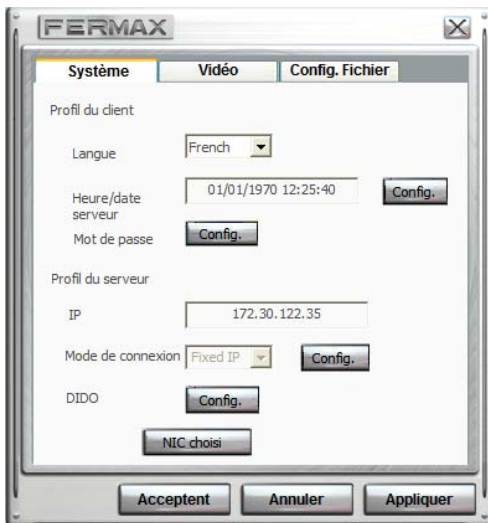 FERMAX
Système Vidéo Config. Fichier
Profil du client
Langue French
Heure/date serveur 01/01/1970 12:25:40 Config.
Mot de passe Config.
Profil du serveur
IP 172.30.122.35
Mode de connexion Fixed IP Config.
DIDO Config.
NIC choisi
Acceptent Annuler Appliquer